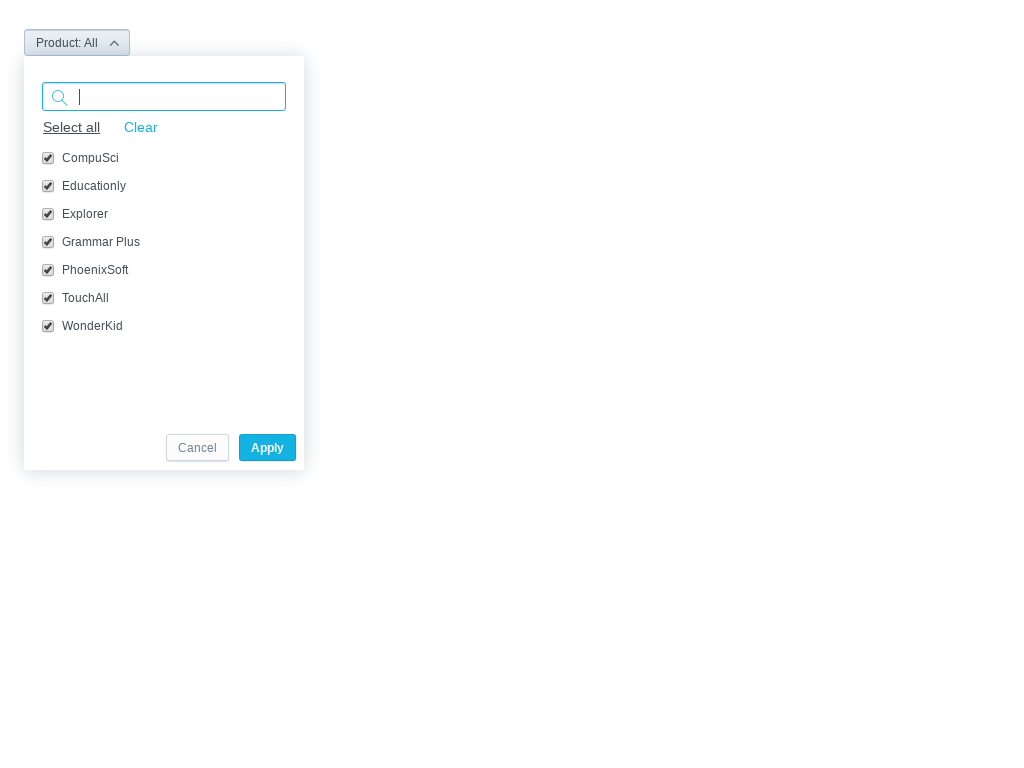 Product: All
Select all Clear
CompuSci
Educationly
Explorer
Grammar Plus
PhoenixSoft
TouchAll
WonderKid
Cancel Apply